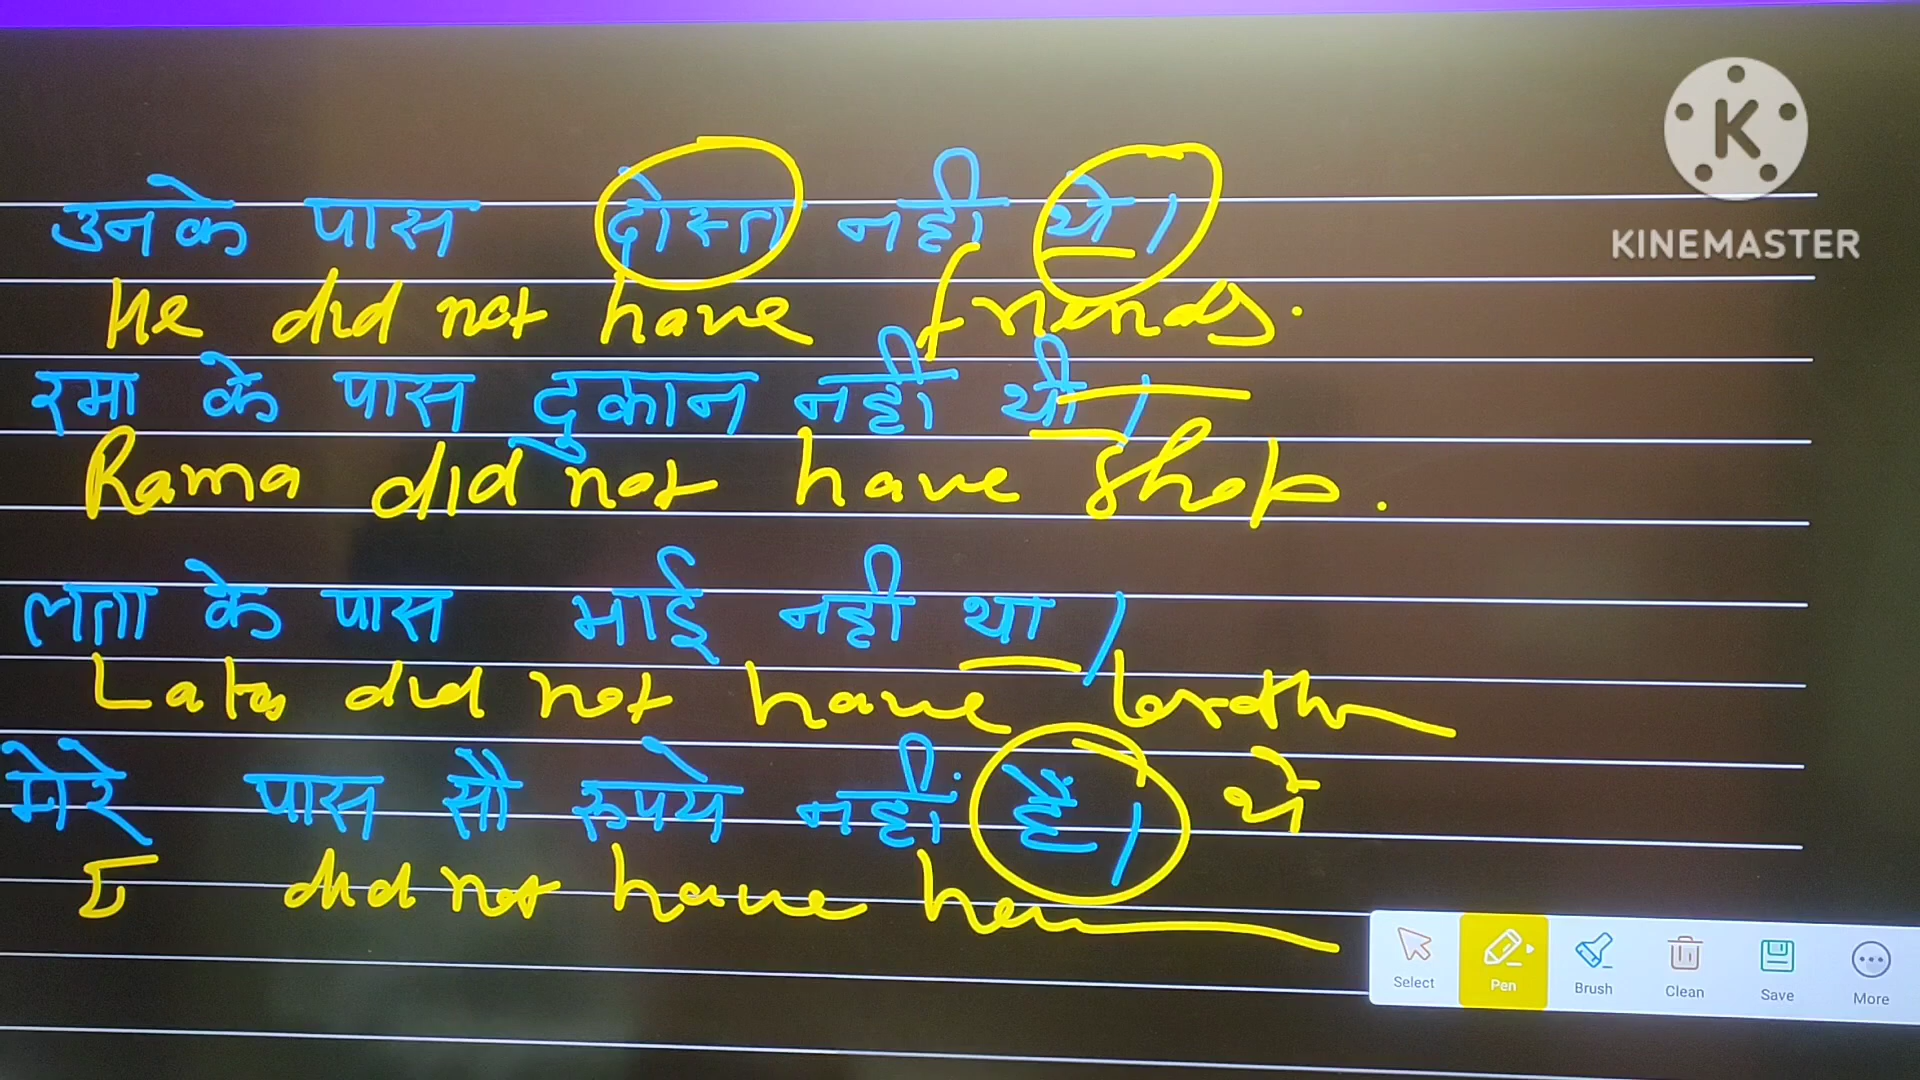 KINEMASTER
उनके पास दोस्त नही थे।
He did not have friends.
रमा के पास दुकान नही थी।
Rama did not have shop.
लता के पास भाई नही था।
Lata did not have
मेरे पास सौ रूपये नहीं हैं। थे
I did not have
Select Pen Brush Clean Save More